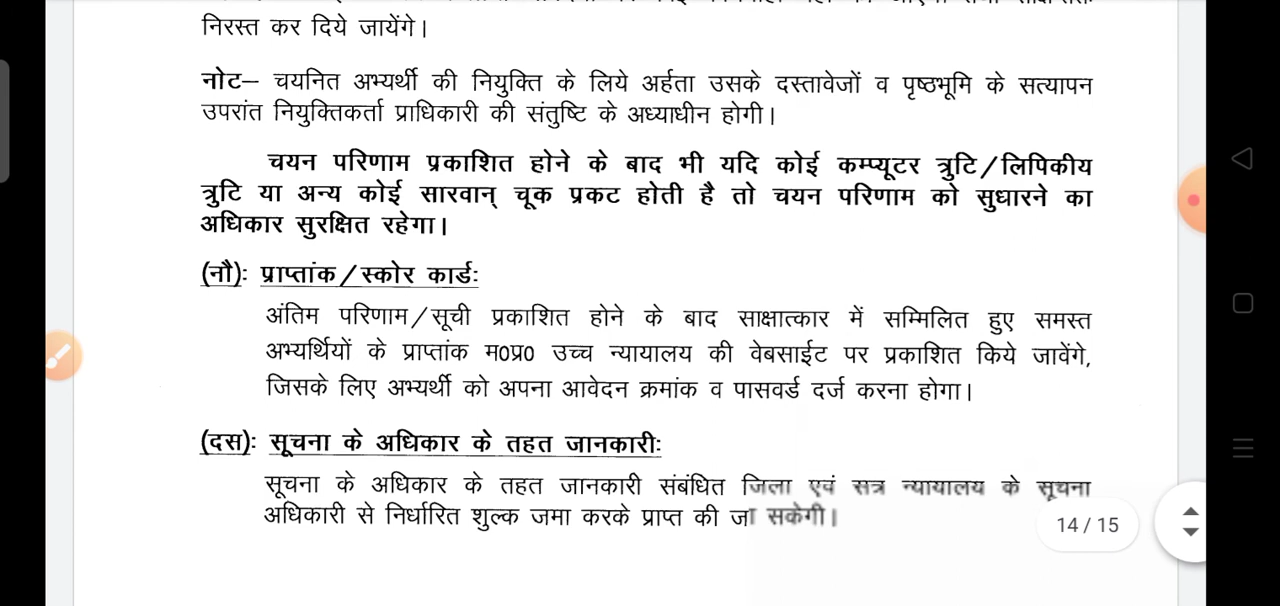 निरस्त कर दिये जायेंगे।
नोट– चयनित अभ्यर्थी की नियुक्ति के लिये अर्हता उसके दस्तावेजों व पृष्ठभूमि के सत्यापन
उपरांत नियुक्तिकर्ता प्राधिकारी की संतुष्टि के अध्याधीन होगी।
चयन परिणाम प्रकाशित होने के बाद भी यदि कोई कम्प्यूटर त्रुटि/लिपिकीय
त्रुटि या अन्य कोई सारवान् चूक प्रकट होती है तो चयन परिणाम को सुधारने का
अधिकार सुरक्षित रहेगा।
(नौ): प्राप्तांक/स्कोर कार्ड:
अंतिम परिणाम/सूची प्रकाशित होने के बाद साक्षात्कार में सम्मिलित हुए समस्त
अभ्यर्थियों के प्राप्तांक म0प्र0 उच्च न्यायालय की वेबसाईट पर प्रकाशित किये जावेंगे,
जिसके लिए अभ्यर्थी को अपना आवेदन क्रमांक व पासवर्ड दर्ज करना होगा।
(दस): सूचना के अधिकार के तहत जानकारी:
सूचना के अधिकार के तहत जानकारी संबंधित जिला एवं सत्र न्यायालय के सूचना
अधिकारी से निर्धारित शुल्क जमा करके प्राप्त की जा सकेगी।
14 / 15